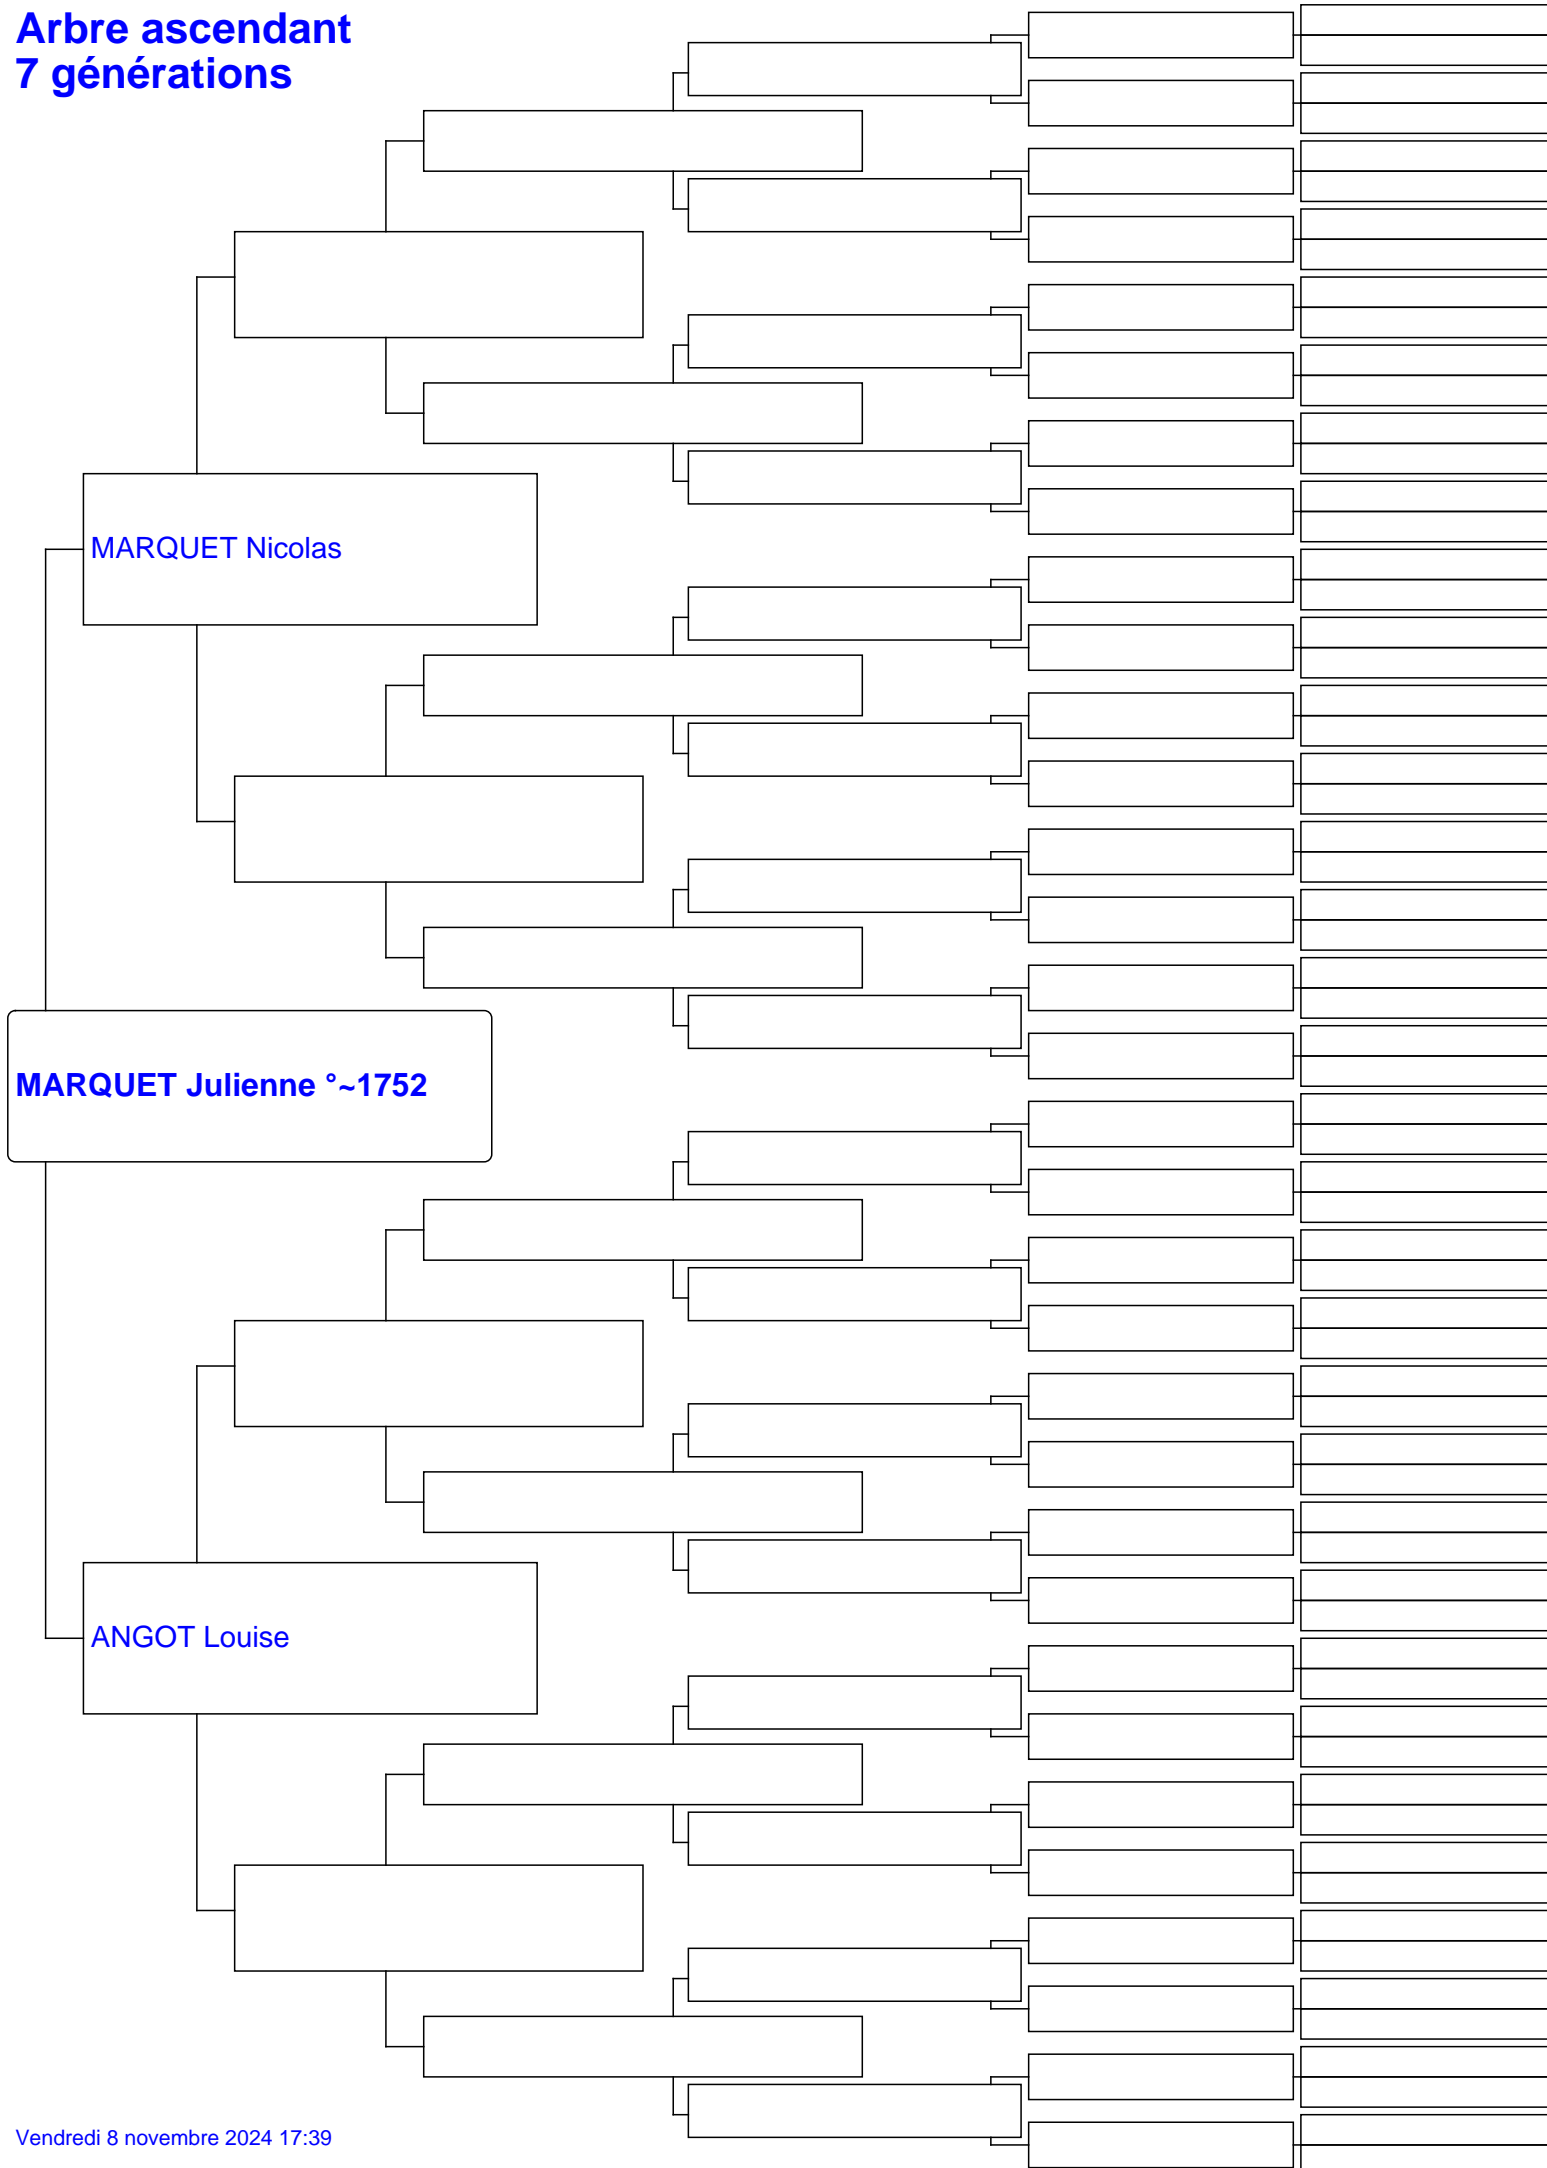 Arbre ascendant
7 générations
MARQUET Nicolas
MARQUET Julienne °~1752
ANGOT Louise
Vendredi 8 novembre 2024 17:39